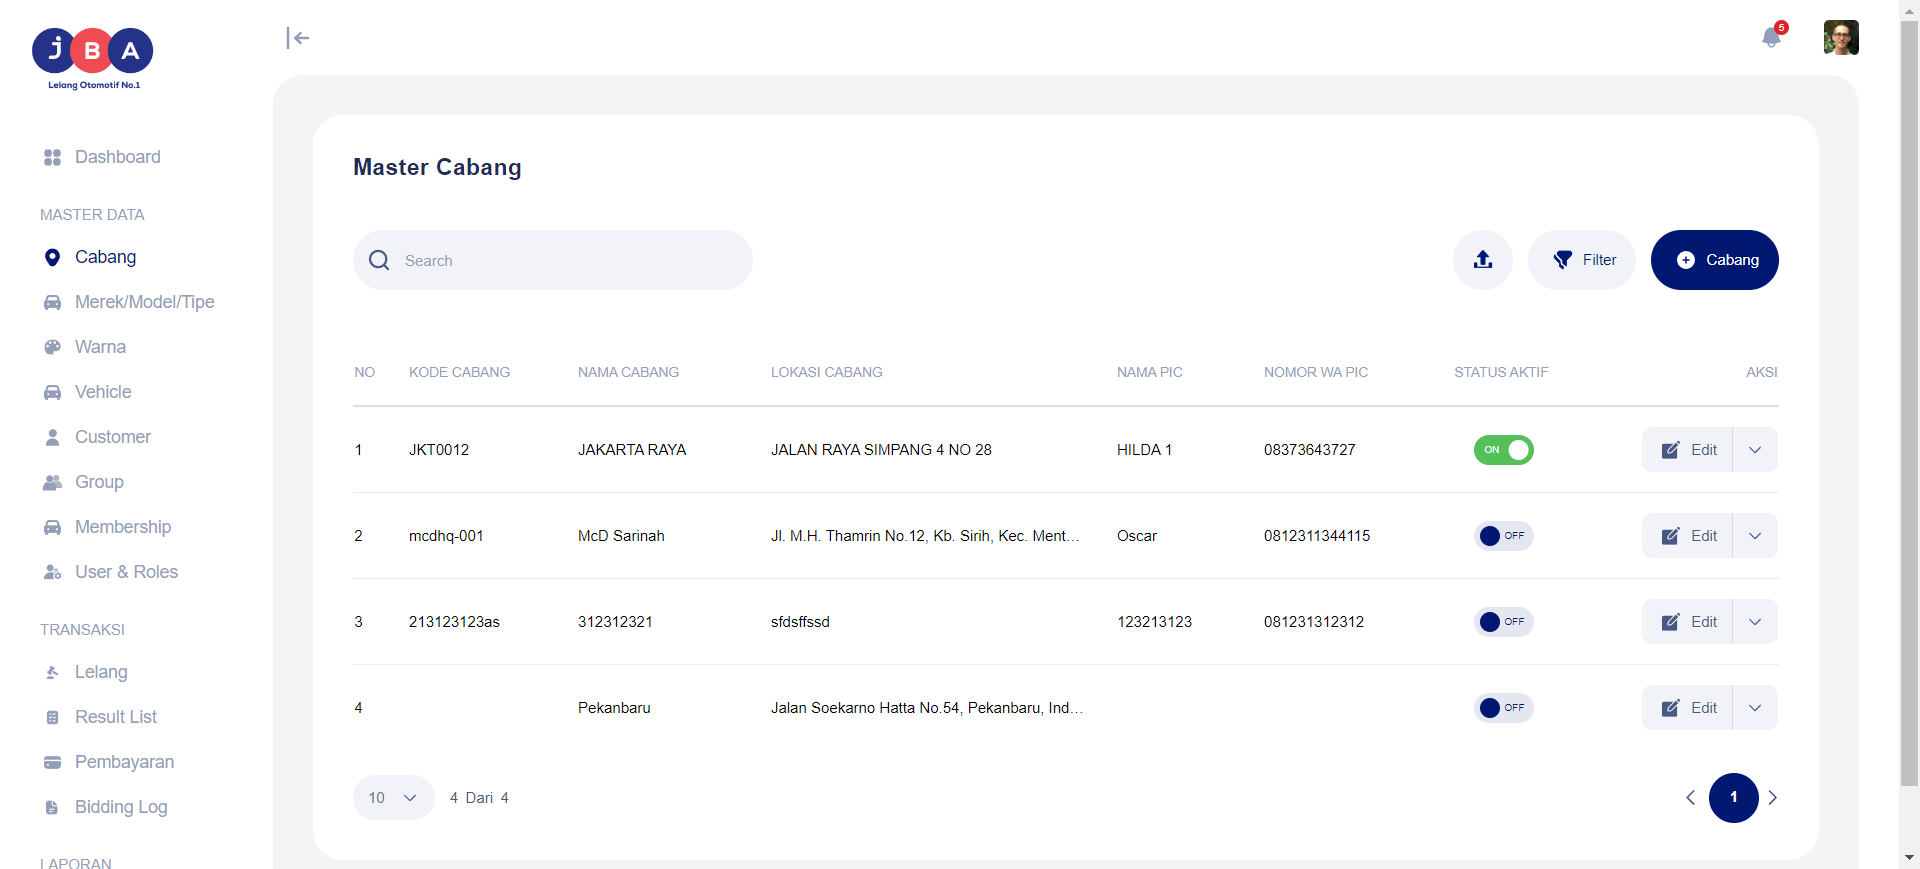 JBA
Lelang Otomotif No.1
5
Dashboard
MASTER DATA
Cabang
Merek/Model/Tipe
Warna
Vehicle
Customer
Group
Membership
User & Roles
TRANSAKSI
Lelang
Result List
Pembayaran
Bidding Log
LAPORAN
Master Cabang
Search
Filter
Cabang
NO KODE CABANG NAMA CABANG LOKASI CABANG NAMA PIC NOMOR WA PIC STATUS AKTIF AKSI
1 JKT0012 JAKARTA RAYA JALAN RAYA SIMPANG 4 NO 28 HILDA 1 08373643727 ON Edit
2 mcdhq-001 McD Sarinah Jl. M.H. Thamrin No.12, Kb. Sirih, Kec. Ment... Oscar 0812311344115 OFF Edit
3 213123123as 312312321 sfdsffssd 123213123 081231312312 OFF Edit
4 Pekanbaru Jalan Soekarno Hatta No.54, Pekanbaru, Ind... OFF Edit
10 4 Dari 4 1